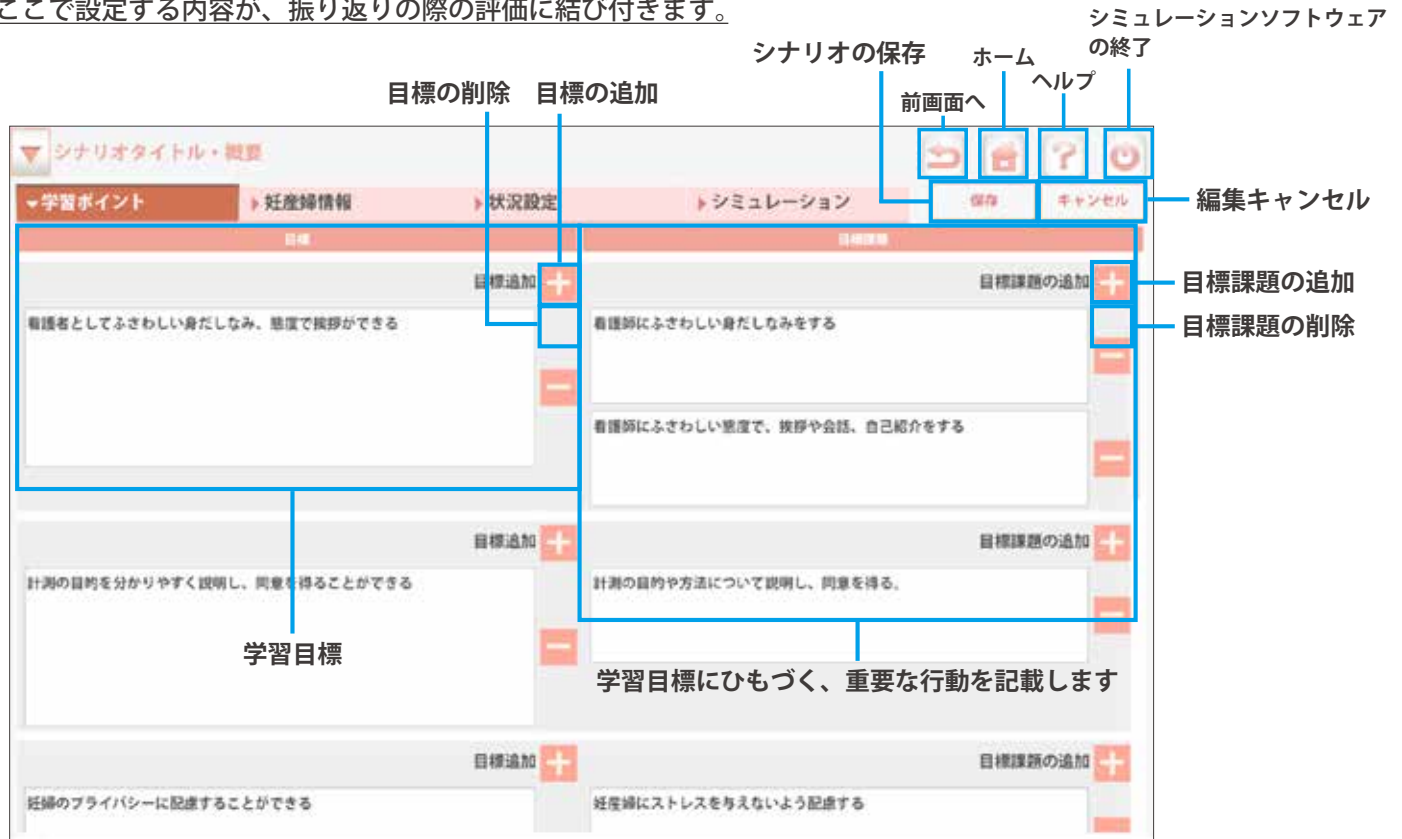 ここで設定する内容が、振り返りの際の評価に結び付きます。
シミュレーションソフトウェア
の終了
シナリオの保存
ホーム
ヘルプ
目標の削除
目標の追加
前画面へ
シナリオタイトル・概要
学習ポイント
妊産婦情報
状況設定
シミュレーション
保存
キャンセル
編集キャンセル
目標
目標課題
目標追加
目標課題の追加
目標課題の追加
看護者としてふさわしい身だしなみ、態度で挨拶ができる
看護師にふさわしい身だしなみをする
目標課題の削除
看護師にふさわしい態度で、挨拶や会話、自己紹介をする
目標追加
目標課題の追加
計測の目的を分かりやすく説明し、同意を得ることができる
計測の目的や方法について説明し、同意を得る。
学習目標
学習目標にひもづく、重要な行動を記載します
目標追加
目標課題の追加
妊婦のプライバシーに配慮することができる
妊産婦にストレスを与えないよう配慮する